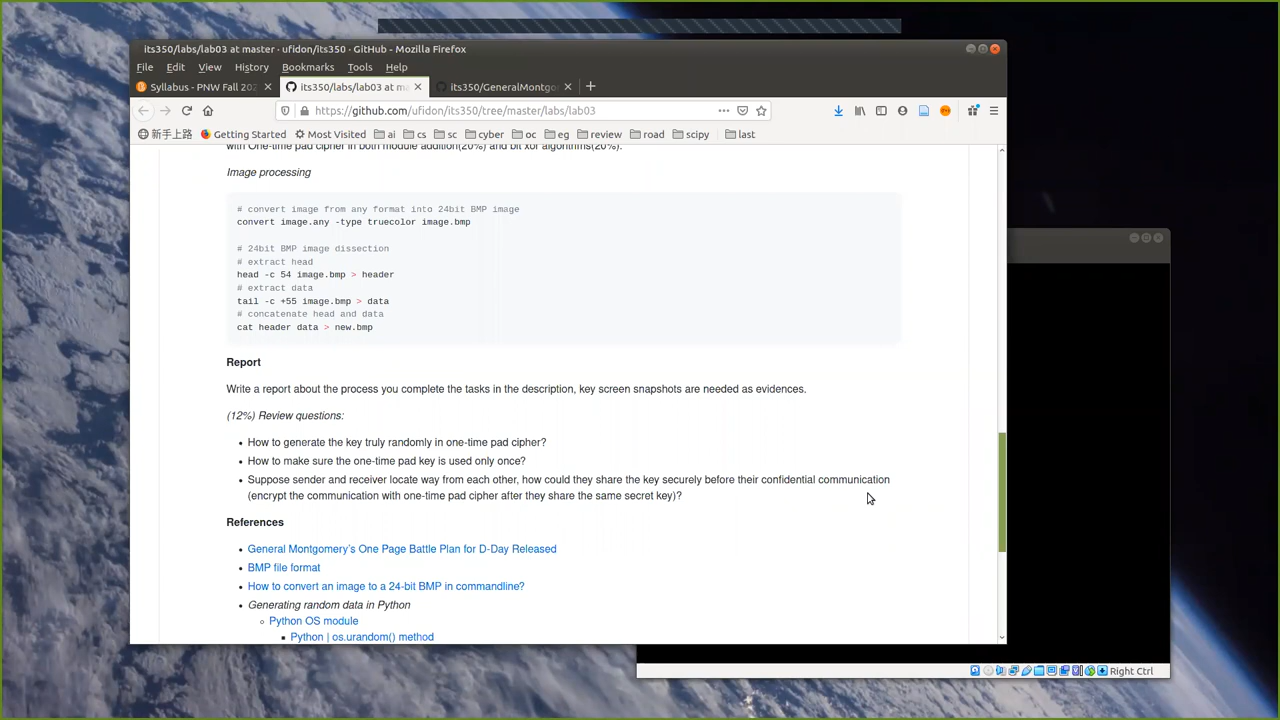 its350/labs/lab03 at master · ufidon/its350 · GitHub - Mozilla Firefox
File Edit View History Bookmarks Tools Help
Syllabus - PNW Fall 202
its350/labs/lab03 at ma
its350/GeneralMontgo
https://github.com/ufidon/its350/tree/master/labs/lab03
新手上路 Getting Started Most Visited ai cs sc cyber oc eg review road scipy last
with One-time pad cipher in both module addition(20%) and bit xor algorithms(20%).
Image processing
# convert image from any format into 24bit BMP image
convert image.any -type truecolor image.bmp
# 24bit BMP image dissection
# extract head
head -c 54 image.bmp > header
# extract data
tail -c +55 image.bmp > data
# concatenate head and data
cat header data > new.bmp
Report
Write a report about the process you complete the tasks in the description, key screen snapshots are needed as evidences.
(12%) Review questions:
• How to generate the key truly randomly in one-time pad cipher?
• How to make sure the one-time pad key is used only once?
• Suppose sender and receiver locate way from each other, how could they share the key securely before their confidential communication
(encrypt the communication with one-time pad cipher after they share the same secret key)?
References
• General Montgomery's One Page Battle Plan for D-Day Released
• BMP file format
• How to convert an image to a 24-bit BMP in commandline?
• Generating random data in Python
○ Python OS module
▪ Python | os.urandom() method
Right Ctrl